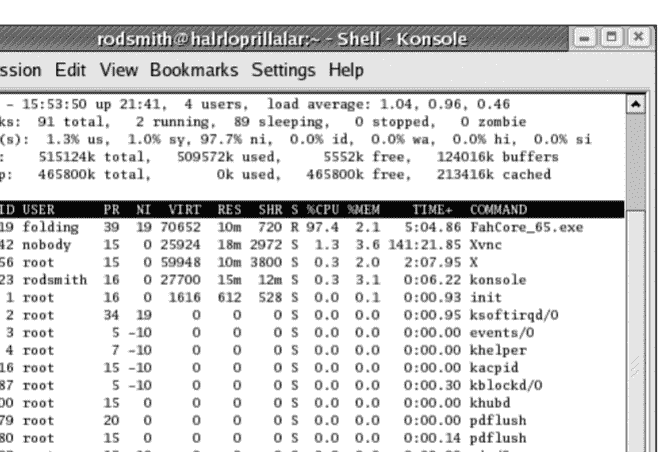 rodsmith@halrloprillalar:~ - Shell - Konsole
ssion Edit View Bookmarks Settings Help
- 15:53:50 up 21:41, 4 users, load average: 1.04, 0.96, 0.46
ks: 91 total, 2 running, 89 sleeping, 0 stopped, 0 zombie
(s): 1.3% us, 1.0% sy, 97.7% ni, 0.0% id, 0.0% wa, 0.0% hi, 0.0% si
: 515124k total, 509572k used, 5552k free, 124016k buffers
p: 465800k total, 0k used, 465800k free, 213416k cached
ID USER PR NI VIRT RES SHR S %CPU %MEM TIME+ COMMAND
19 folding 39 19 70652 10m 720 R 97.4 2.1 5:04.86 FahCore_65.exe
42 nobody 15 0 25924 18m 2972 S 1.3 3.6 141:21.85 Xvnc
56 root 15 0 59948 10m 3800 S 0.3 2.0 2:07.95 X
23 rodsmith 16 0 27700 15m 12m S 0.3 3.1 0:06.22 konsole
1 root 16 0 1616 612 528 S 0.0 0.1 0:00.93 init
2 root 34 19 0 0 0 S 0.0 0.0 0:00.95 ksoftirqd/0
3 root 5 -10 0 0 0 S 0.0 0.0 0:00.00 events/0
4 root 7 -10 0 0 0 S 0.0 0.0 0:00.00 khelper
16 root 15 -10 0 0 0 S 0.0 0.0 0:00.00 kacpid
87 root 5 -10 0 0 0 S 0.0 0.0 0:00.30 kblockd/0
00 root 15 0 0 0 0 S 0.0 0.0 0:00.00 khubd
79 root 20 0 0 0 0 S 0.0 0.0 0:00.00 pdflush
80 root 15 0 0 0 0 S 0.0 0.0 0:00.14 pdflush